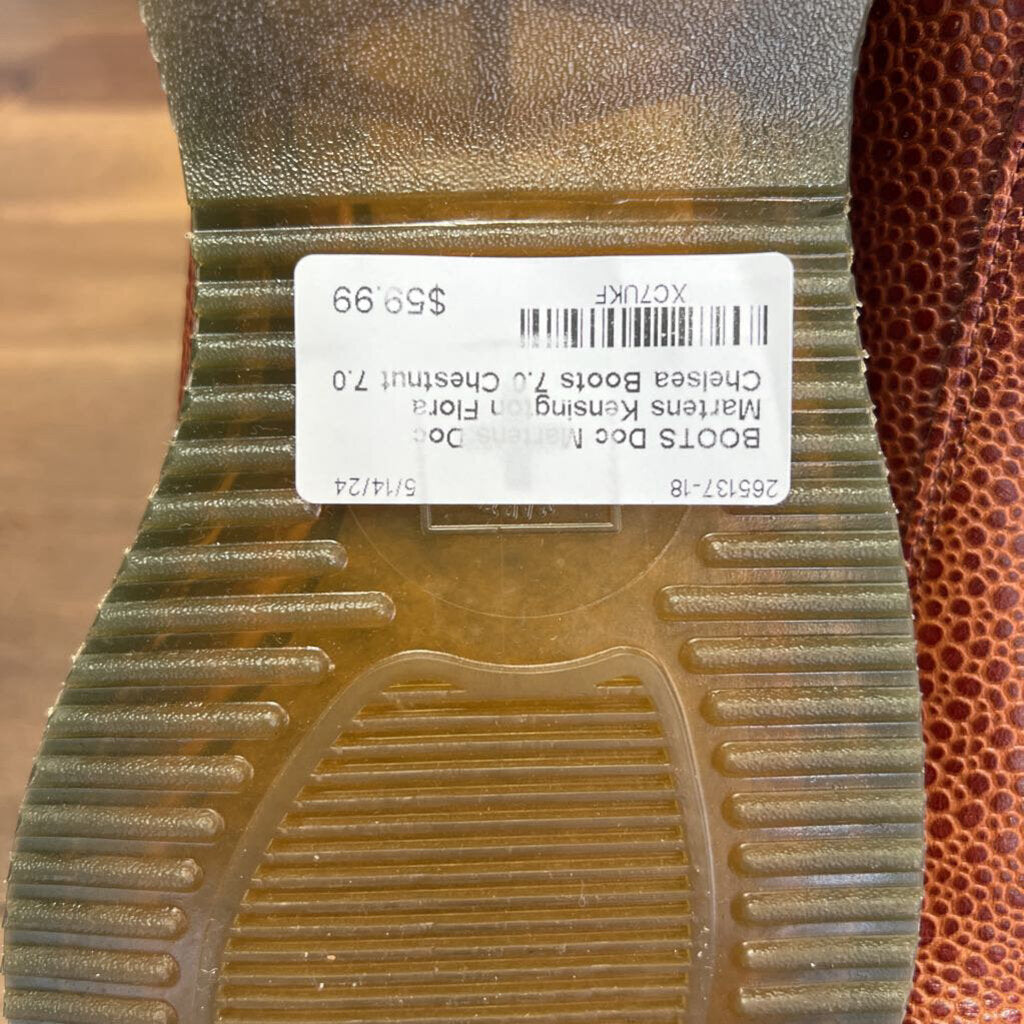 265137-18 5/14/24
BOOTS Doc Martens Doc
Martens Kensington Flora
Chelsea Boots 7.0 Chestnut 7.0
XC7UKF
$59.99